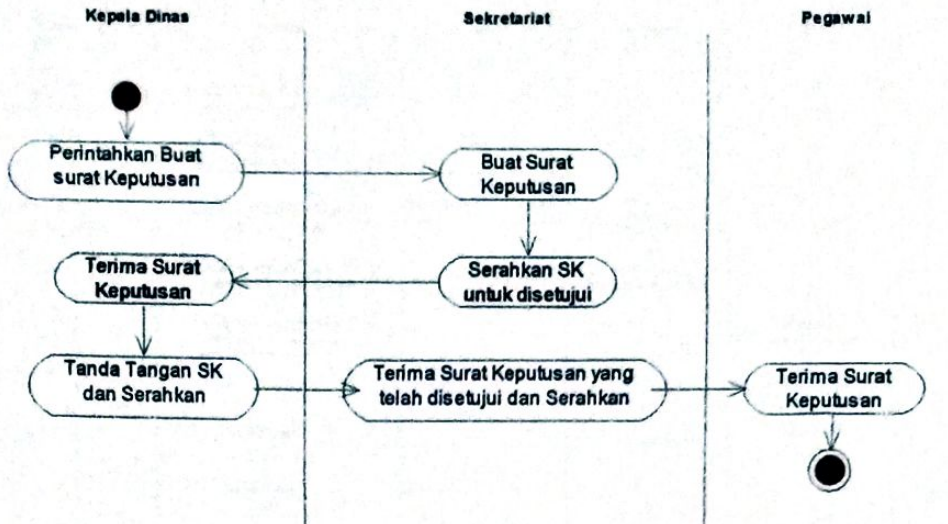 Kepala Dinas
Sekretariat
Pegawai
Perintahkan Buat
surat Keputusan
Buat Surat
Keputusan
Serahkan SK
untuk disetujui
Terima Surat
Keputusan
Tanda Tangan SK
dan Serahkan
Terima Surat Keputusan yang
telah disetujui dan Serahkan
Terima Surat
Keputusan